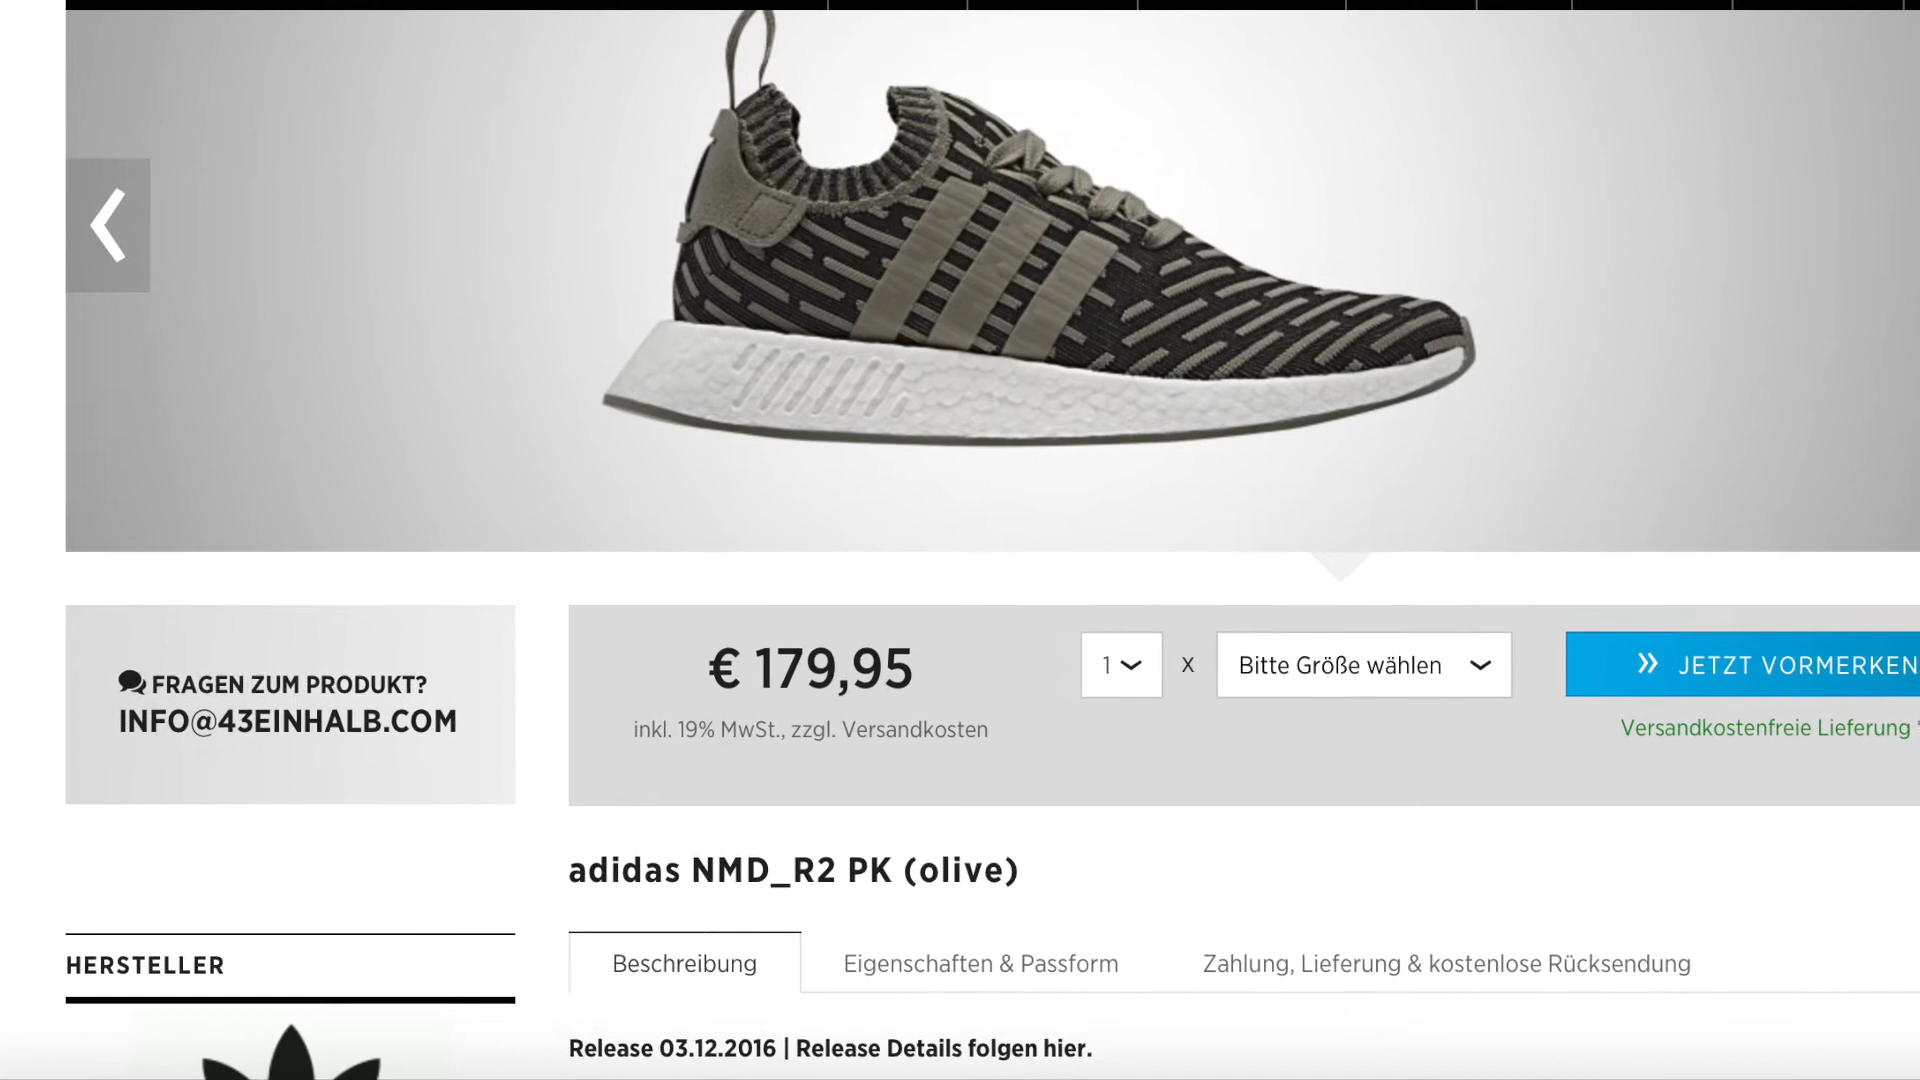 FRAGEN ZUM PRODUKT?
INFO@43EINHALB.COM
€ 179,95
inkl. 19% MwSt., zzgl. Versandkosten
1
X
Bitte Größe wählen
JETZT VORMERKEN
Versandkostenfreie Lieferung *
adidas NMD_R2 PK (olive)
HERSTELLER
Beschreibung
Eigenschaften & Passform
Zahlung, Lieferung & kostenlose Rücksendung
Release 03.12.2016 | Release Details folgen hier.